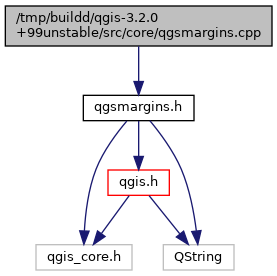 /tmp/buildd/qgis-3.2.0
+99unstable/src/core/qgsmargins.cpp
qgsmargins.h
qgis.h
qgis_core.h
QString